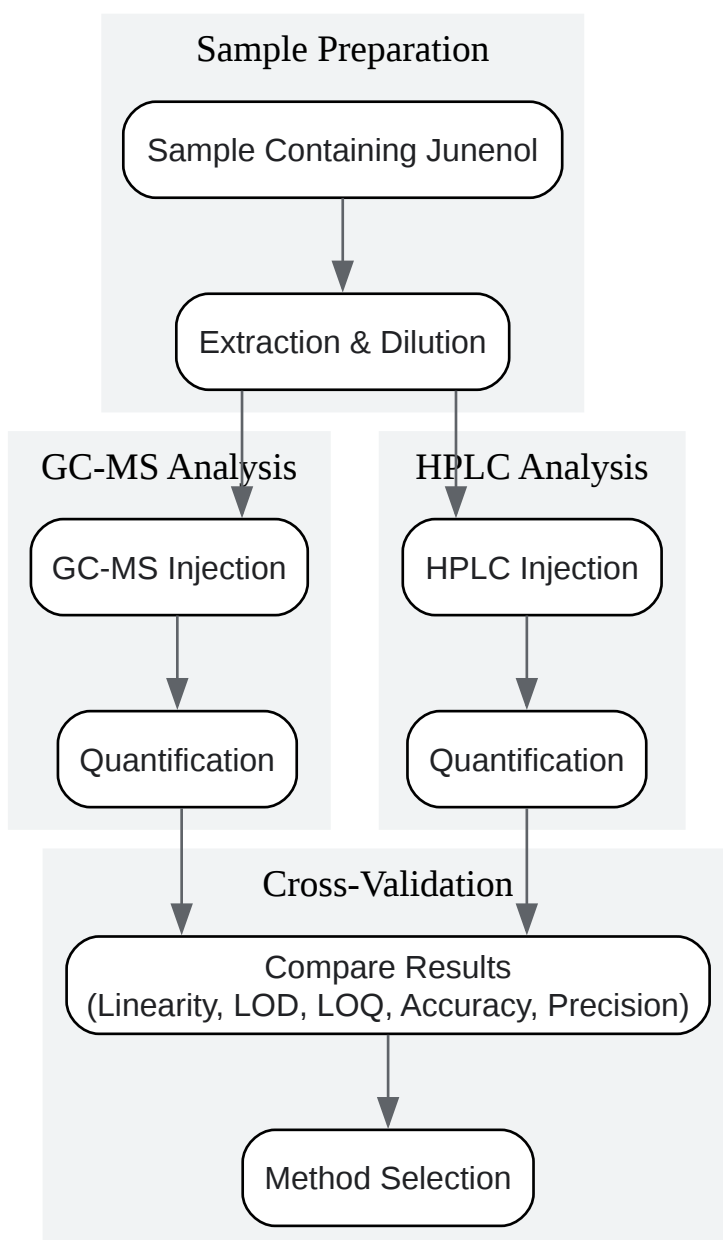 Sample Preparation
Sample Containing Junenol
Extraction & Dilution
GC-MS Analysis
GC-MS Injection
Quantification
HPLC Analysis
HPLC Injection
Quantification
Cross-Validation
Compare Results
(Linearity, LOD, LOQ, Accuracy, Precision)
Method Selection